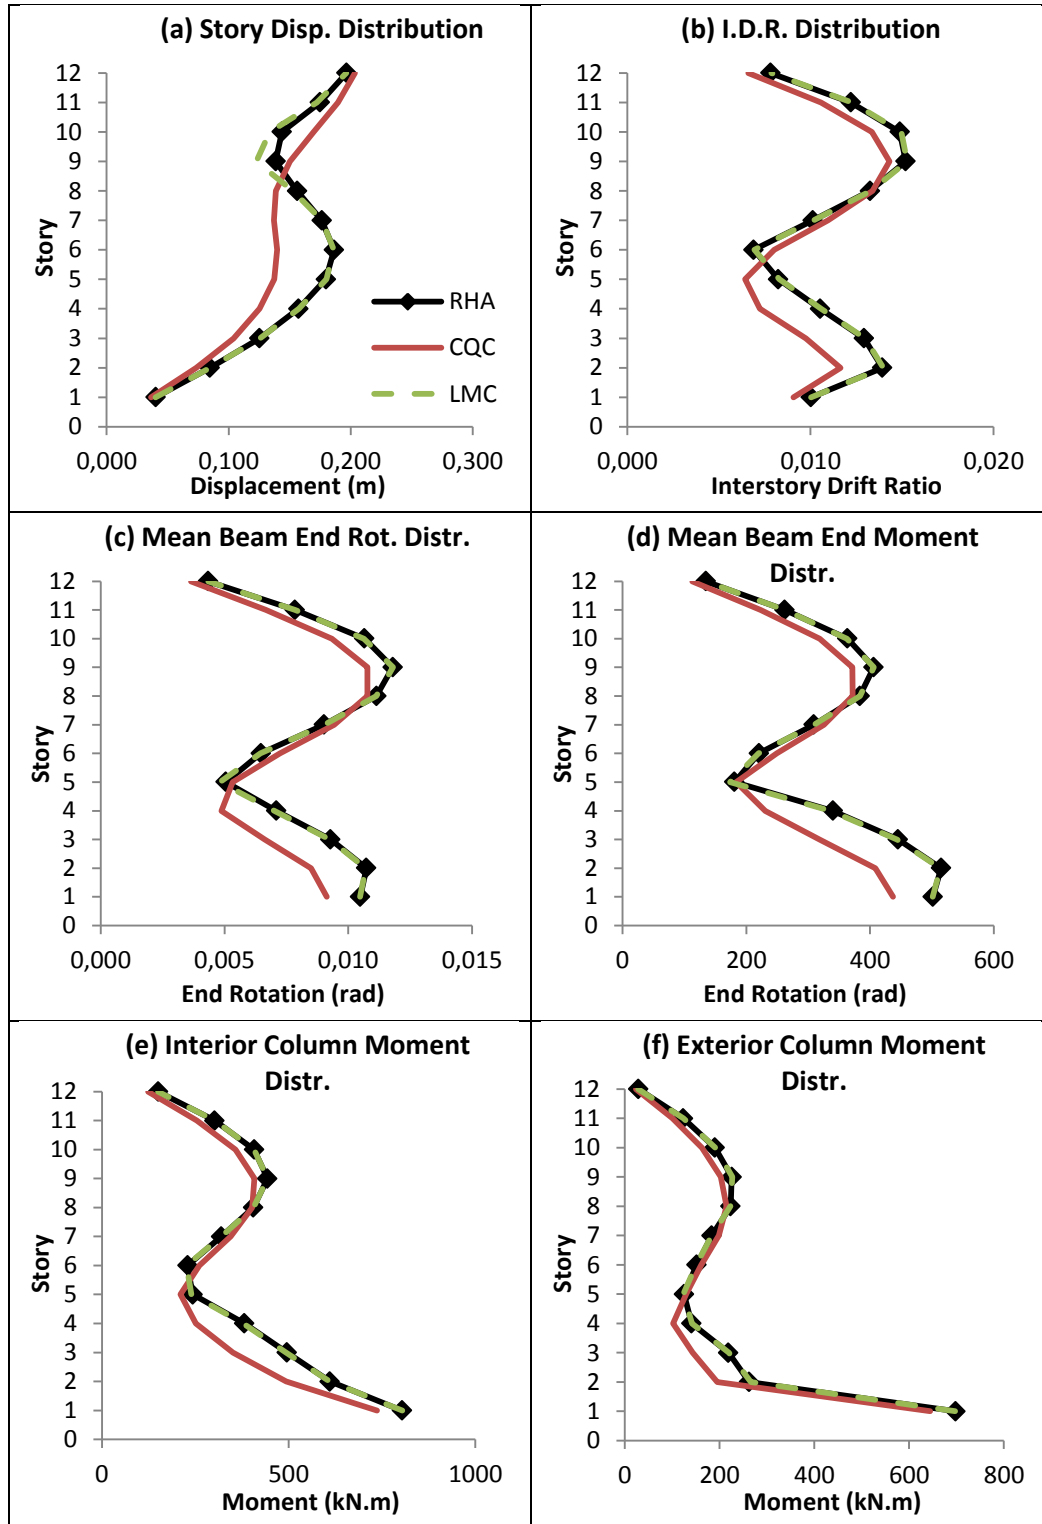 (a) Story Disp. Distribution
12
11
10
9
8
7
6
5
4
3
2
1
0
Story
RHA
CQC
LMC
0,000 0,100 0,200 0,300
Displacement (m)
(b) I.D.R. Distribution
12
11
10
9
8
7
6
5
4
3
2
1
0
Story
0,000 0,010 0,020
Interstory Drift Ratio
(c) Mean Beam End Rot. Distr.
12
11
10
9
8
7
6
5
4
3
2
1
0
Story
0,000 0,005 0,010 0,015
End Rotation (rad)
(d) Mean Beam End Moment
Distr.
12
11
10
9
8
7
6
5
4
3
2
1
0
Story
0 200 400 600
End Rotation (rad)
(e) Interior Column Moment
Distr.
12
11
10
9
8
7
6
5
4
3
2
1
0
Story
0 500 1000
Moment (kN.m)
(f) Exterior Column Moment
Distr.
12
11
10
9
8
7
6
5
4
3
2
1
0
Story
0 200 400 600 800
Moment (kN.m)